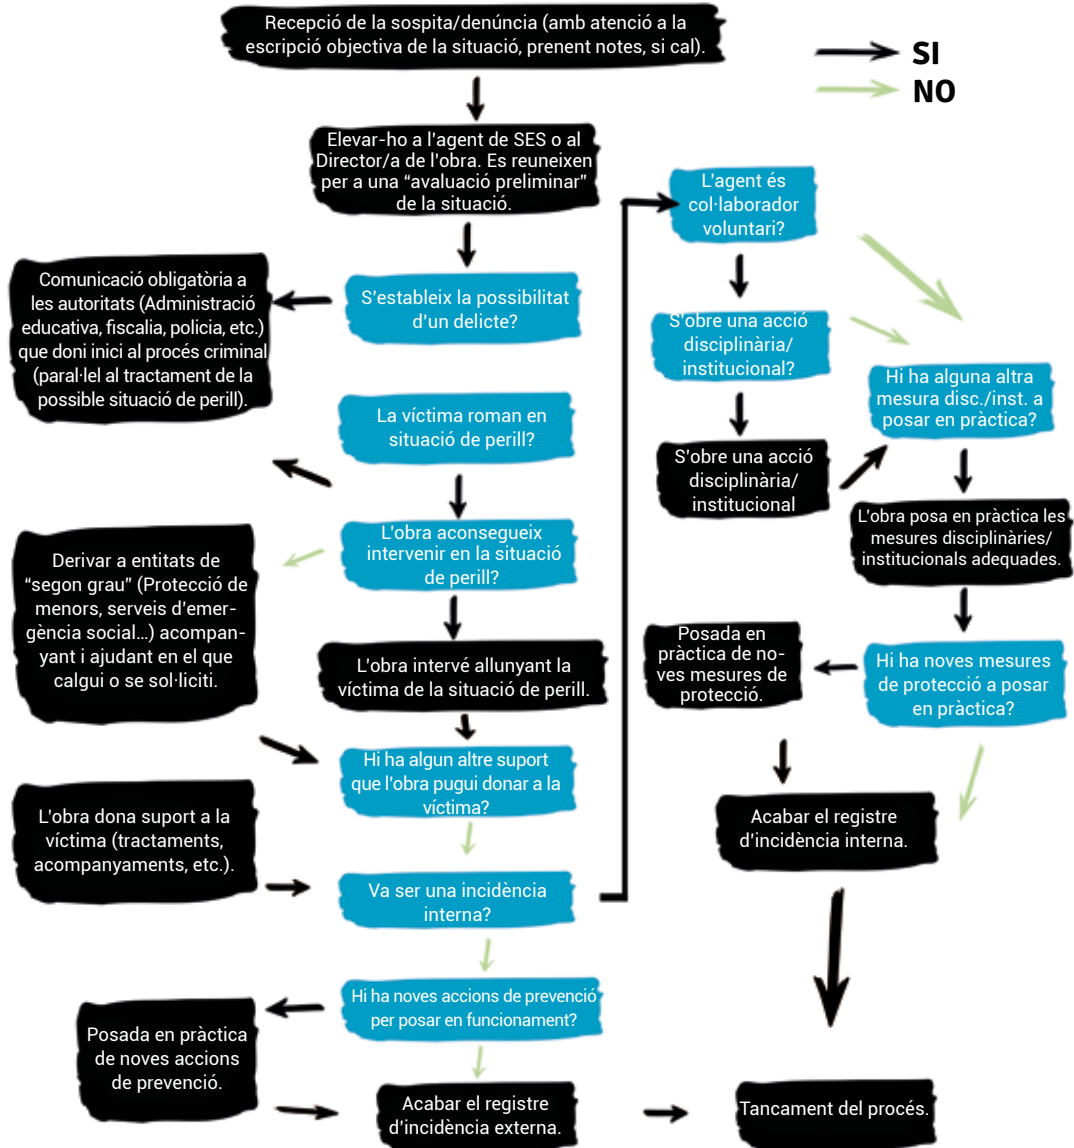 Recepció de la sospita/denúncia (amb atenció a la
escripció objectiva de la situació, prenent notes, si cal).
SI
NO
Elevar-ho a l'agent de SES o al
Director/a de l'obra. Es reuneixen
per a una “avaluació preliminar”
de la situació.
L'agent és
col·laborador
voluntari?
Comunicació obligatòria a
les autoritats (Administració
educativa, fiscalia, policia, etc.)
que doni inici al procés criminal
(paral·lel al tractament de la
possible situació de perill).
S'estableix la possibilitat
d'un delicte?
S'obre una acció
disciplinària/
institucional?
Hi ha alguna altra
mesura disc./inst. a
posar en pràctica?
La víctima roman en
situació de perill?
S'obre una acció
disciplinària/
institucional
L'obra posa en pràctica les
mesures disciplinàries/
institucionals adequades.
L'obra aconsegueix
intervenir en la situació
de perill?
Derivar a entitats de
“segon grau” (Protecció de
menors, serveis d'emer-
gència social...) acompan-
yant i ajudant en el que
calgui o se sol·liciti.
L'obra intervé allunyant la
víctima de la situació de perill.
Posada en
pràctica de no-
ves mesures de
protecció.
Hi ha noves mesures
de protecció a posar
en pràctica?
Hi ha algun altre suport
que l'obra pugui donar a la
víctima?
L'obra dona suport a la
víctima (tractaments,
acompanyaments, etc.).
Acabar el registre
d'incidència interna.
Va ser una incidència
interna?
Hi ha noves accions de prevenció
per posar en funcionament?
Posada en pràctica
de noves accions
de prevenció.
Acabar el registre
d'incidència externa.
Tancament del procés.